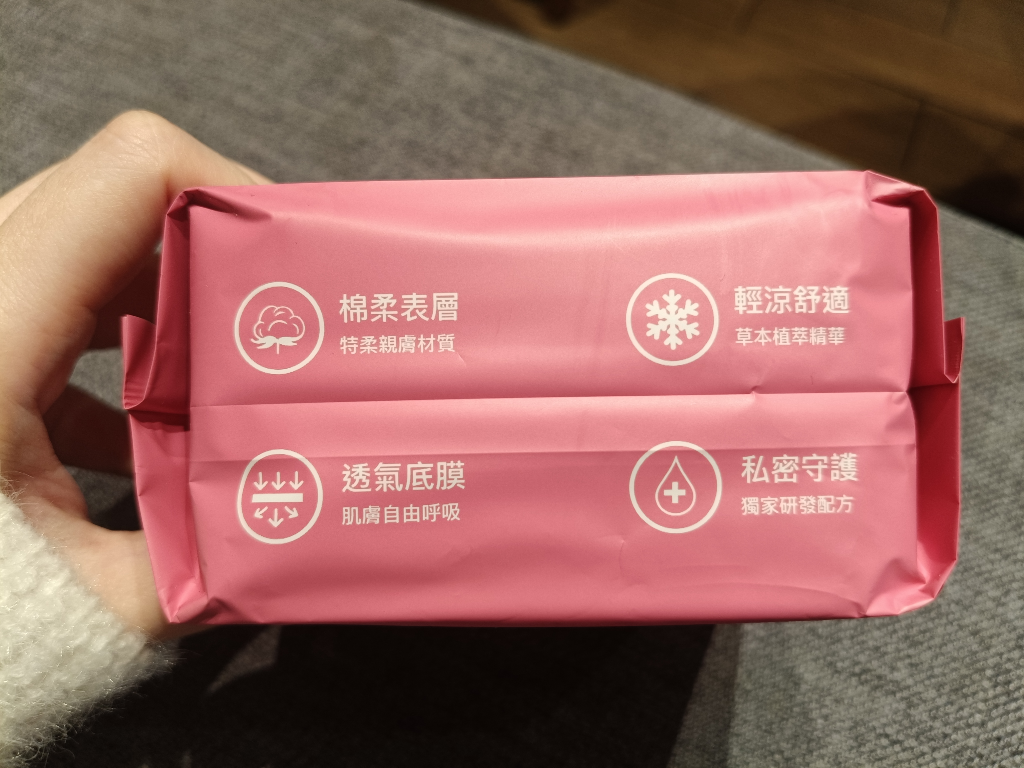 棉柔表層
特柔親膚材質
輕涼舒適
草本植萃精華
透氣底膜
肌膚自由呼吸
私密守護
獨家研發配方